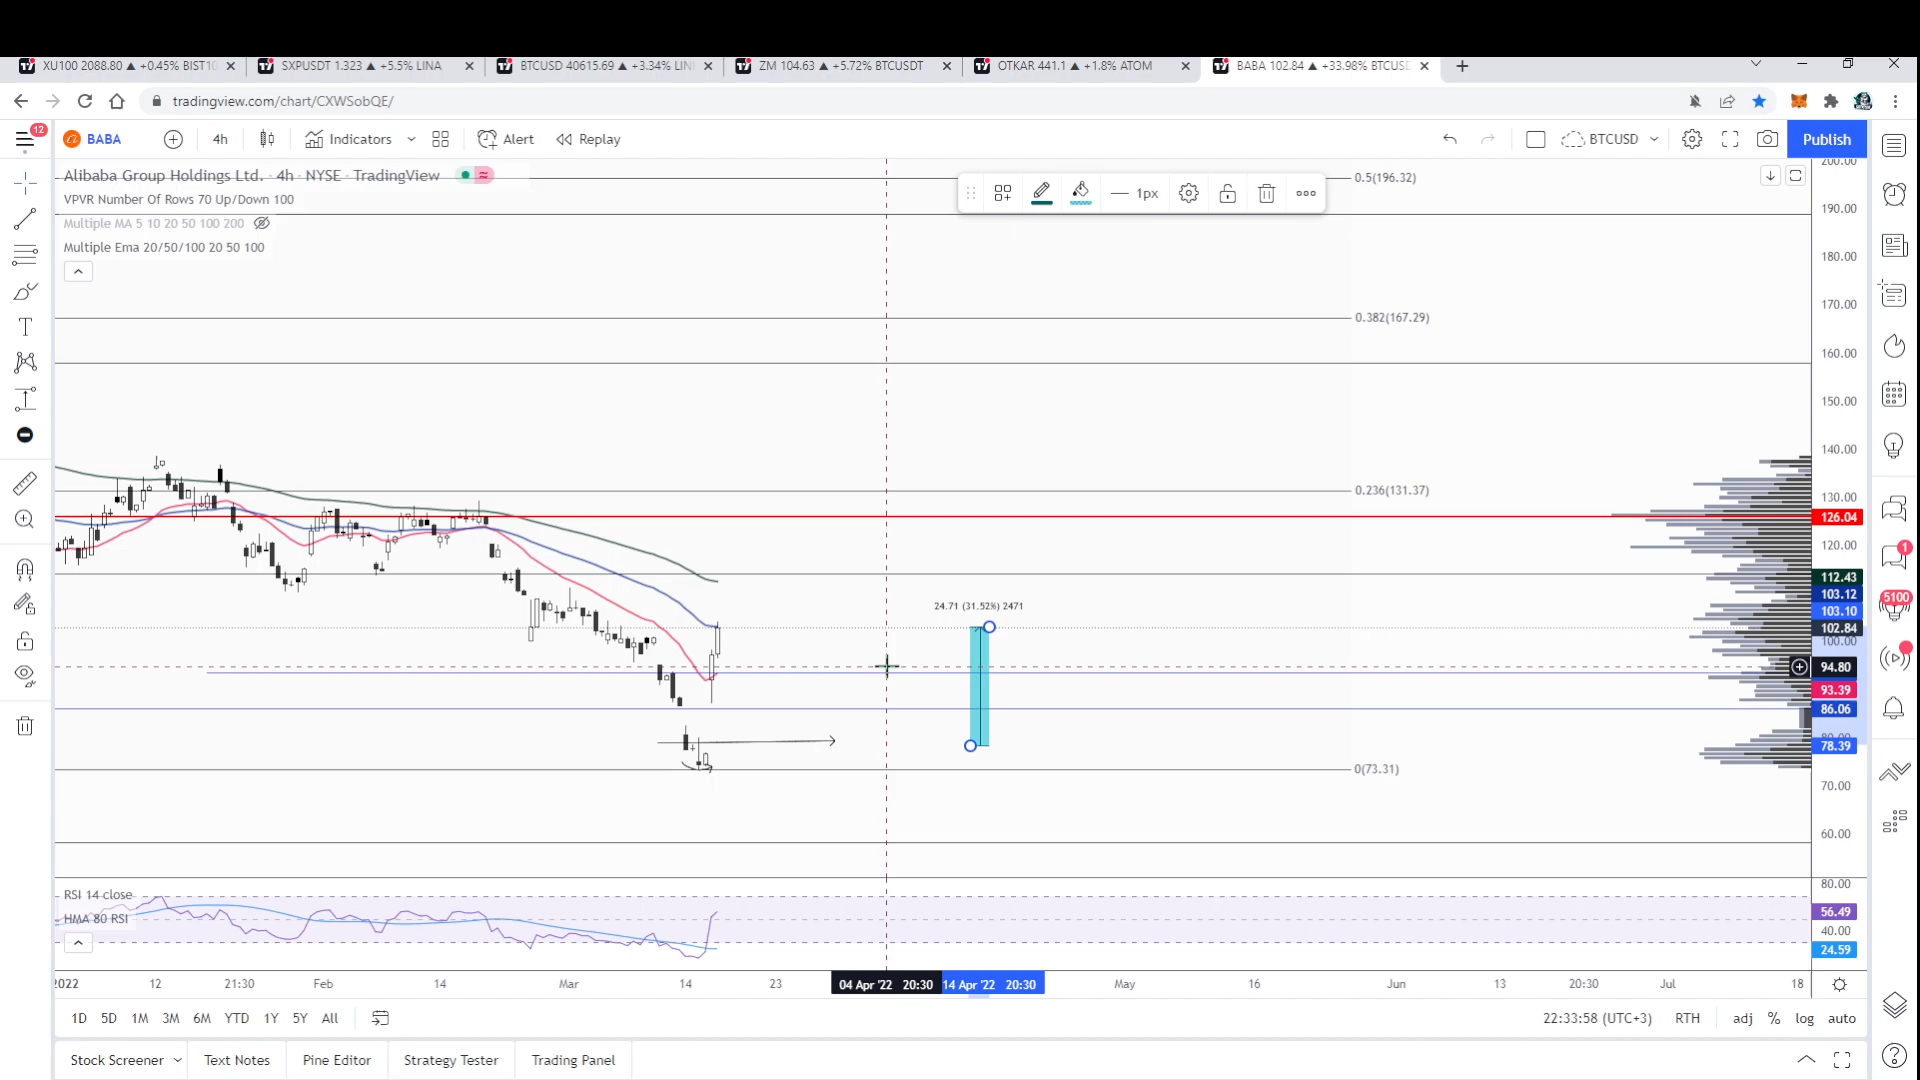 XU100 2088.80 ▲ +0.45% BIST10
SXPUSDT 1.323 ▲ +5.5% LINA
BTCUSD 40615.69 ▲ +3.34% LIN
ZM 104.63 ▲ +5.72% BTCUSDT
OTKAR 441.1 ▲ +1.8% ATOM
BABA 102.84 ▲ +33.98% BTCUSD
tradingview.com/chart/CXWSobQE/
12
BABA
4h
Indicators
Alert
Replay
BTCUSD
Publish
Alibaba Group Holdings Ltd. · 4h · NYSE · TradingView
VPVR Number Of Rows 70 Up/Down 100
Multiple MA 5 10 20 50 100 200
Multiple Ema 20/50/100 20 50 100
1px
0.5(196.32)
0.382(167.29)
0.236(131.37)
0(73.31)
24.71 (31.52%) 2471
200.00
190.00
180.00
170.00
160.00
150.00
140.00
130.00
126.04
120.00
112.43
103.12
103.10
102.84
100.00
94.80
93.39
86.06
80.00
78.39
70.00
60.00
1
5100
RSI 14 close
HMA 80 RSI
80.00
56.49
40.00
24.59
2022
12
21:30
Feb
14
Mar
14
23
04 Apr '22 20:30
14 Apr '22 20:30
May
16
Jun
13
20:30
Jul
18
1D 5D 1M 3M 6M YTD 1Y 5Y All
22:33:58 (UTC+3) RTH adj % log auto
Stock Screener Text Notes Pine Editor Strategy Tester Trading Panel